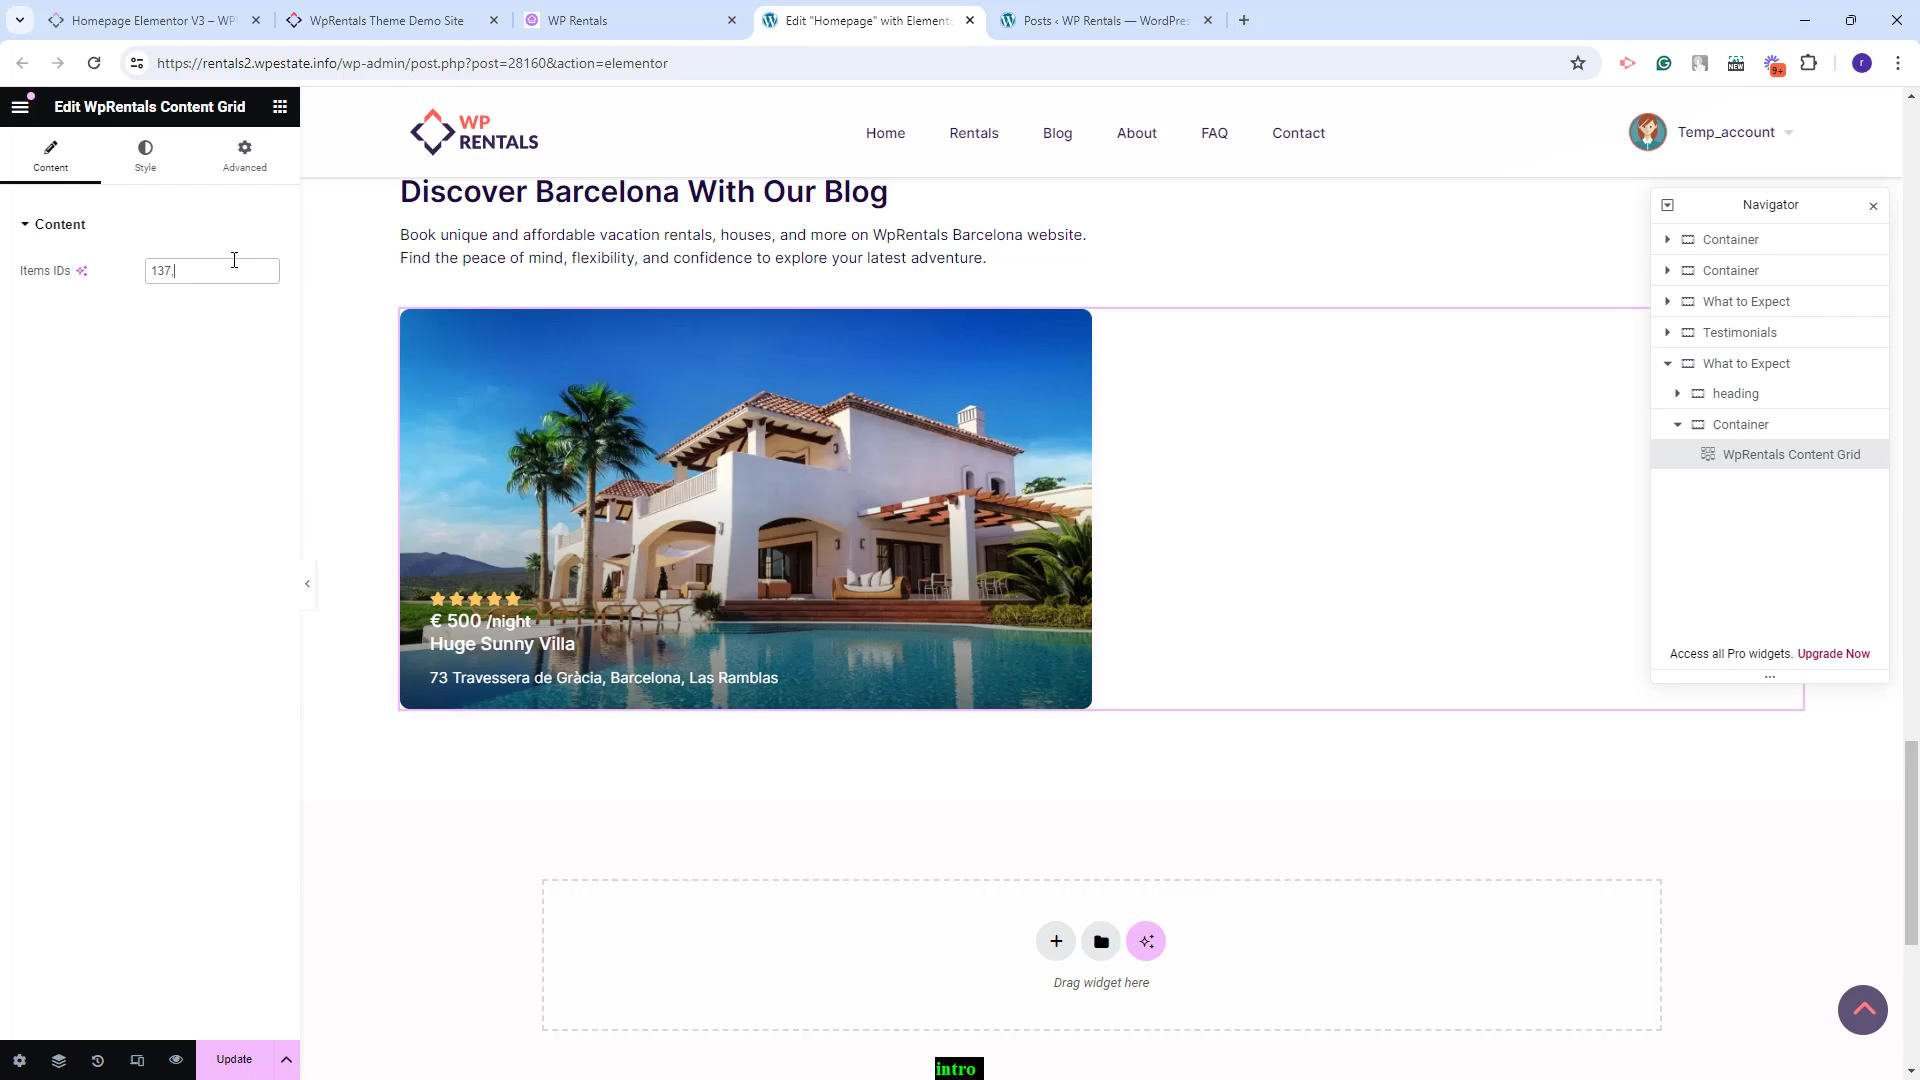 Homepage Elementor V3 – WP
WpRentals Theme Demo Site
WP Rentals
Edit "Homepage" with Elemento
Posts ‹ WP Rentals — WordPres
https://rentals2.wpestate.info/wp-admin/post.php?post=28160&action=elementor
NEW
9+
r
Edit WpRentals Content Grid
Content
Style
Advanced
Content
Items IDs
137,
Update
WP
RENTALS
Home
Rentals
Blog
About
FAQ
Contact
Temp_account
Discover Barcelona With Our Blog
Book unique and affordable vacation rentals, houses, and more on WpRentals Barcelona website.
Find the peace of mind, flexibility, and confidence to explore your latest adventure.
€ 500 /night
Huge Sunny Villa
73 Travessera de Gràcia, Barcelona, Las Ramblas
Navigator
Container
Container
What to Expect
Testimonials
What to Expect
heading
Container
WpRentals Content Grid
Access all Pro widgets. Upgrade Now
Drag widget here
intro